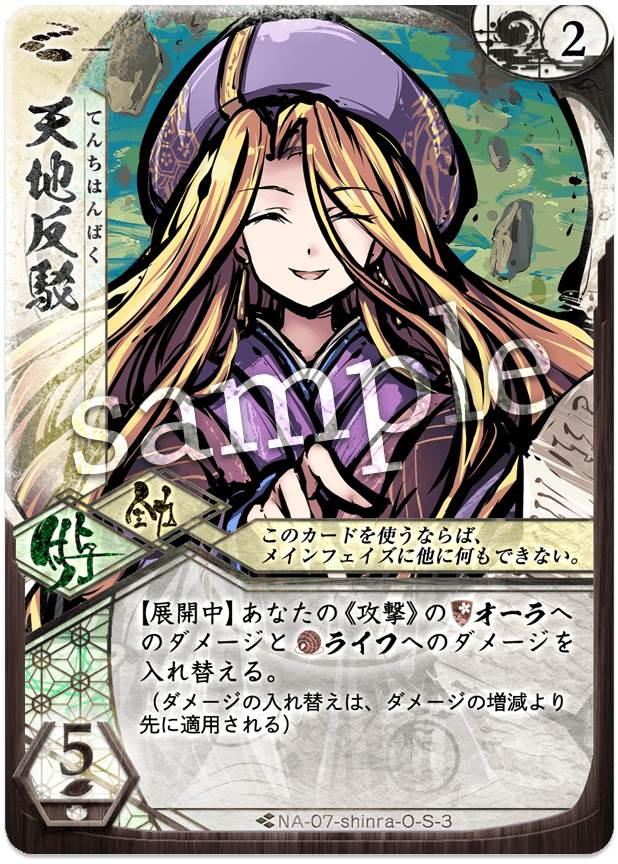 2
天地反駁
てんちはんばく
sample
付与
全力
このカードを使うならば、
メインフェイズに他に何もできない。
【展開中】あなたの《攻撃》のオーラへ
のダメージとライフへのダメージを
入れ替える。
（ダメージの入れ替えは、ダメージの増減より
先に適用される）
5
NA-07-shinra-O-S-3